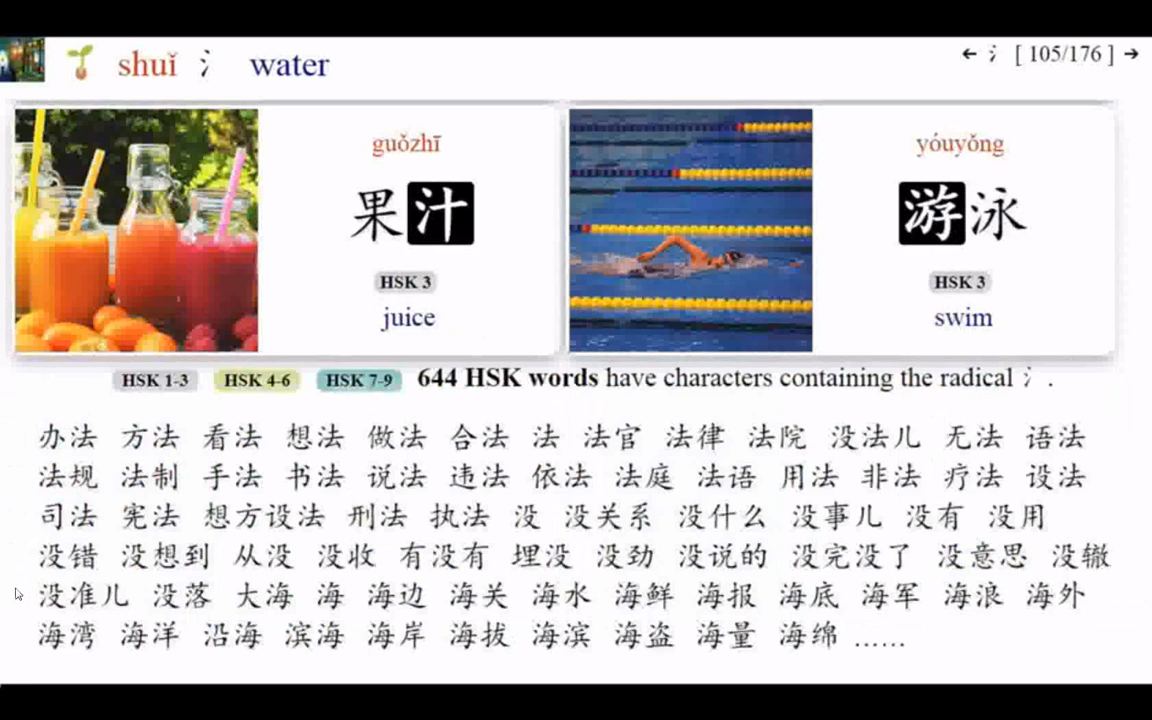 shuǐ 氵 water
← 氵 [ 105/176 ] →
guǒzhī
果汁
HSK 3
juice
yóuyǒng
游泳
HSK 3
swim
HSK 1-3 HSK 4-6 HSK 7-9 644 HSK words have characters containing the radical 氵.
办法 方法 看法 想法 做法 合法 法 法官 法律 法院 没法儿 无法 语法
法规 法制 手法 书法 说法 违法 依法 法庭 法语 用法 非法 疗法 设法
司法 宪法 想方设法 刑法 执法 没 没关系 没什么 没事儿 没有 没用
没错 没想到 从没 没收 有没有 埋没 没劲 没说的 没完没了 没意思 没辙
没准儿 没落 大海 海 海边 海关 海水 海鲜 海报 海底 海军 海浪 海外
海湾 海洋 沿海 滨海 海岸 海拔 海滨 海盗 海量 海绵 ……